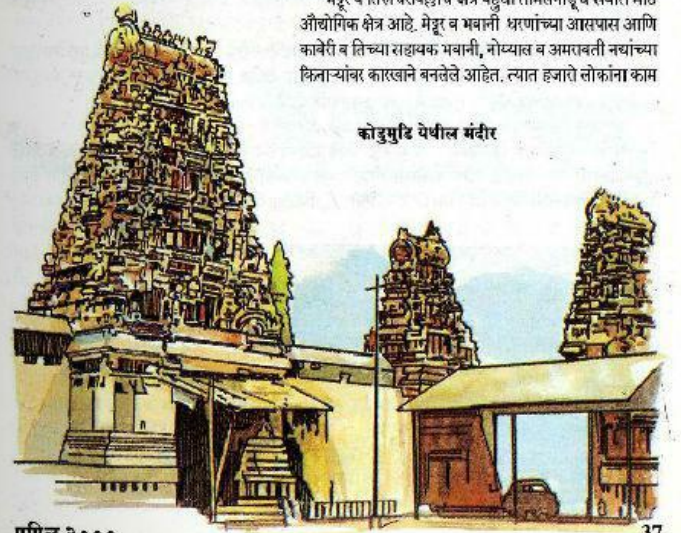 औद्योगिक क्षेत्र आहे. मेट्टूर व भवानी धरणांच्या आसपास आणि
कावेरी व तिच्या सहायक भवानी, नोय्याल व अमरावती नद्यांच्या
किनाऱ्यांवर कारखाने बनलेले आहेत. त्यात हजारो लोकांना काम
कोडुमुडि येथील मंदीर
37